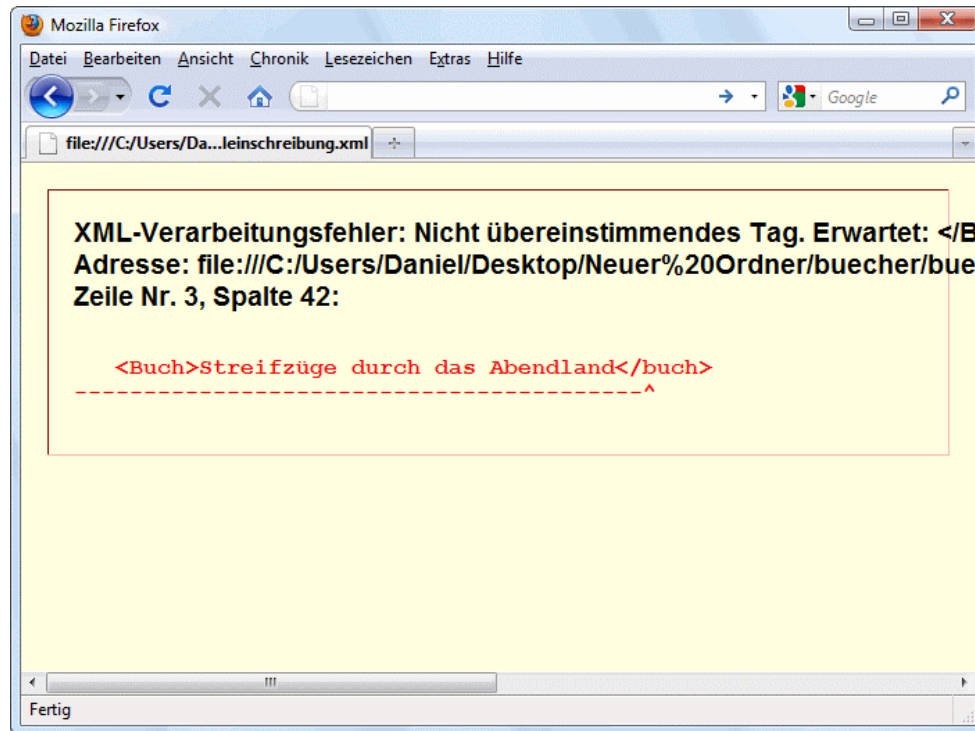 Mozilla Firefox
Datei Bearbeiten Ansicht Chronik Lesezeichen Extras Hilfe
Google
file:///C:/Users/Da...leinschreibung.xml
XML-Verarbeitungsfehler: Nicht übereinstimmendes Tag. Erwartet: </B
Adresse: file:///C:/Users/Daniel/Desktop/Neuer%20Ordner/buecher/bue
Zeile Nr. 3, Spalte 42:
<Buch>Streifzüge durch das Abendland</buch>
-----------------------------------------^
Fertig